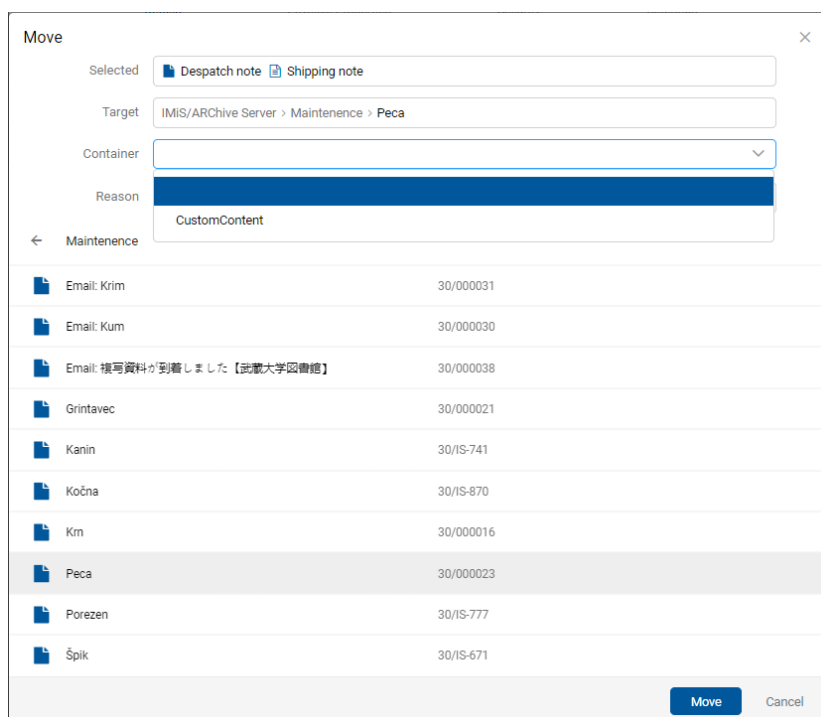 Move
Selected Despatch note Shipping note
Target IMiS/ARChive Server > Maintenence > Peca
Container
Reason
CustomContent
Maintenence
Email: Krim 30/000031
Email: Kum 30/000030
Email: 複写資料が到着しました【武蔵大学図書館】 30/000038
Grintavec 30/000021
Kanin 30/IS-741
Kočna 30/IS-870
Krn 30/000016
Peca 30/000023
Porezen 30/IS-777
Špik 30/IS-671
Move Cancel